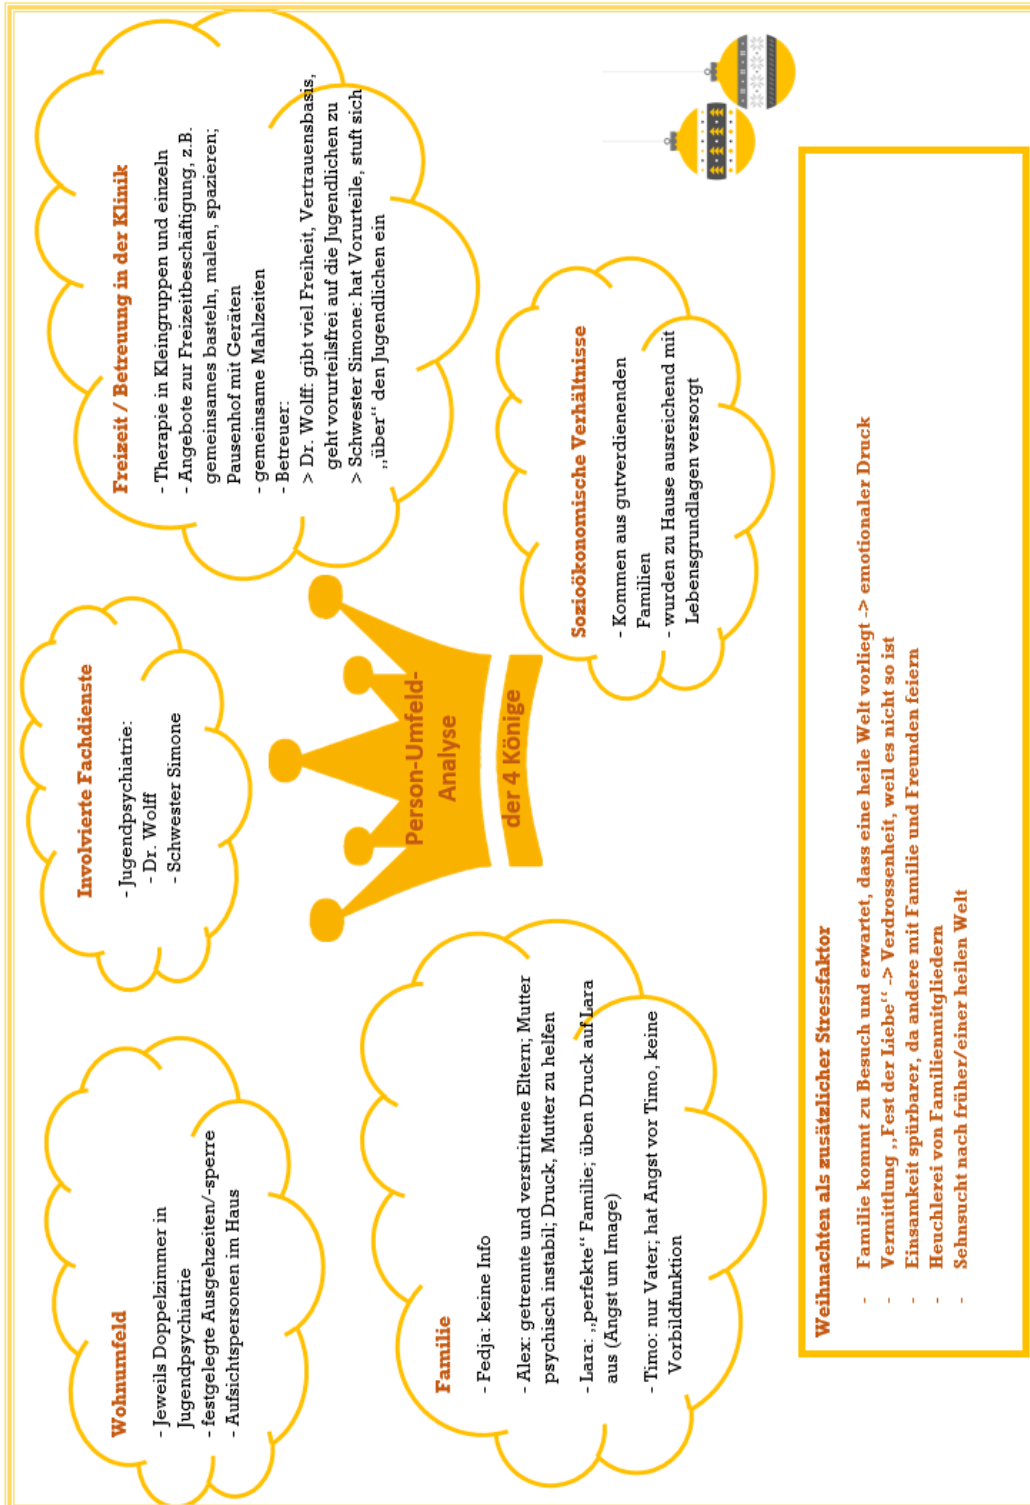 Wohnumfeld
- Jeweils Doppelzimmer in
Jugendpsychiatrie
- festgelegte Ausgehzeiten/-sperre
- Aufsichtspersonen im Haus
Involvierte Fachdienste
- Jugendpsychiatrie:
- Dr. Wolff
- Schwester Simone
Freizeit / Betreuung in der Klinik
- Therapie in Kleingruppen und einzeln
- Angebote zur Freizeitbeschäftigung, z.B.
gemeinsames basteln, malen, spazieren;
Pausenhof mit Geräten
- gemeinsame Mahlzeiten
- Betreuer:
> Dr. Wolff: gibt viel Freiheit, Vertrauensbasis,
geht vorurteilsfrei auf die Jugendlichen zu
> Schwester Simone: hat Vorurteile, stuft sich
„über“ den Jugendlichen ein
Person-Umfeld-
Analyse
der 4 Könige
Familie
- Fedja: keine Info
- Alex: getrennte und verstrittene Eltern; Mutter
psychisch instabil; Druck, Mutter zu helfen
- Lara: „perfekte“ Familie; üben Druck auf Lara
aus (Angst um Image)
- Timo: nur Vater; hat Angst vor Timo, keine
Vorbildfunktion
Sozioökonomische Verhältnisse
- Kommen aus gutverdienenden
Familien
- wurden zu Hause ausreichend mit
Lebensgrundlagen versorgt
Weihnachten als zusätzlicher Stressfaktor
- Familie kommt zu Besuch und erwartet, dass eine heile Welt vorliegt -> emotionaler Druck
- Vermittlung „Fest der Liebe“ -> Verdrossenheit, weil es nicht so ist
- Einsamkeit spürbarer, da andere mit Familie und Freunden feiern
- Heuchlerei von Familienmitgliedern
- Sehnsucht nach früher/einer heilen Welt